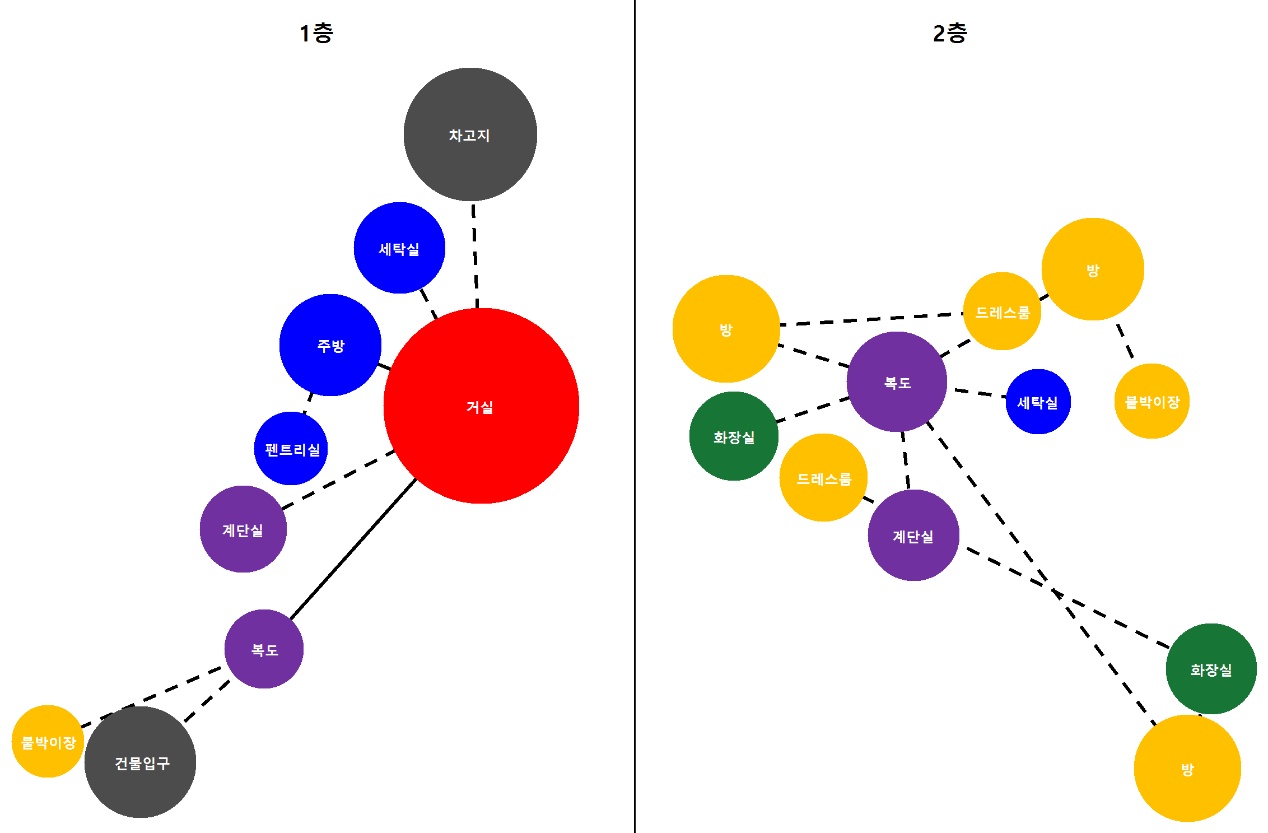 1층
차고지
세탁실
주방
거실
펜트리실
계단실
복도
붙박이장
건물입구
2층
방
드레스룸
방
복도
세탁실
붙박이장
화장실
드레스룸
계단실
화장실
방